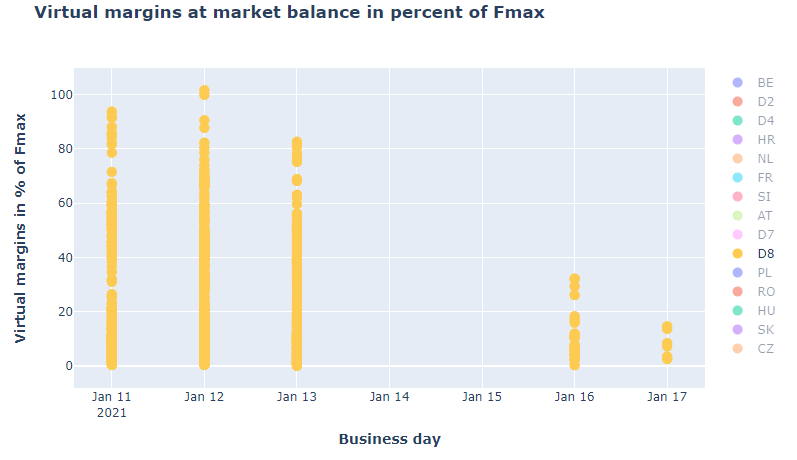 Virtual margins at market balance in percent of Fmax
Virtual margins in % of Fmax
100
80
60
40
20
0
Jan 11
2021
Jan 12
Jan 13
Jan 14
Jan 15
Jan 16
Jan 17
Business day
BE
D2
D4
HR
NL
FR
SI
AT
D7
D8
PL
RO
HU
SK
CZ